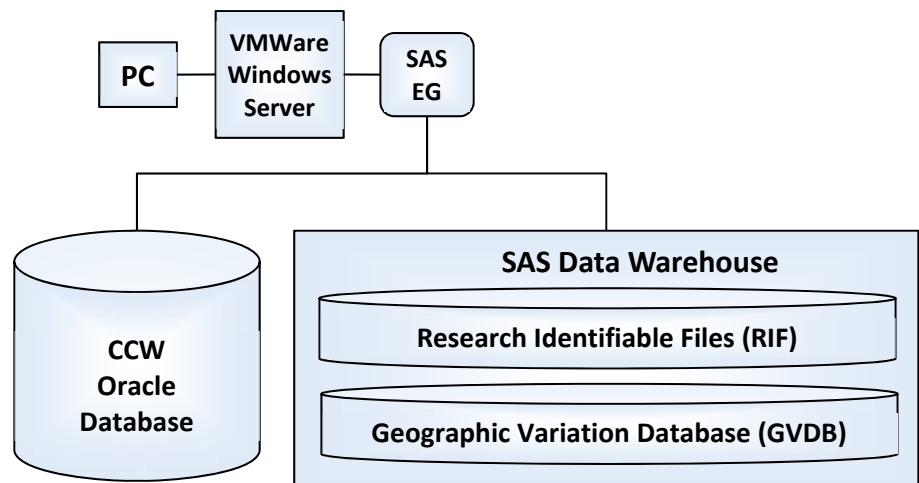 PC
VMWare
Windows
Server
SAS
EG
CCW
Oracle
Database
SAS Data Warehouse
Research Identifiable Files (RIF)
Geographic Variation Database (GVDB)